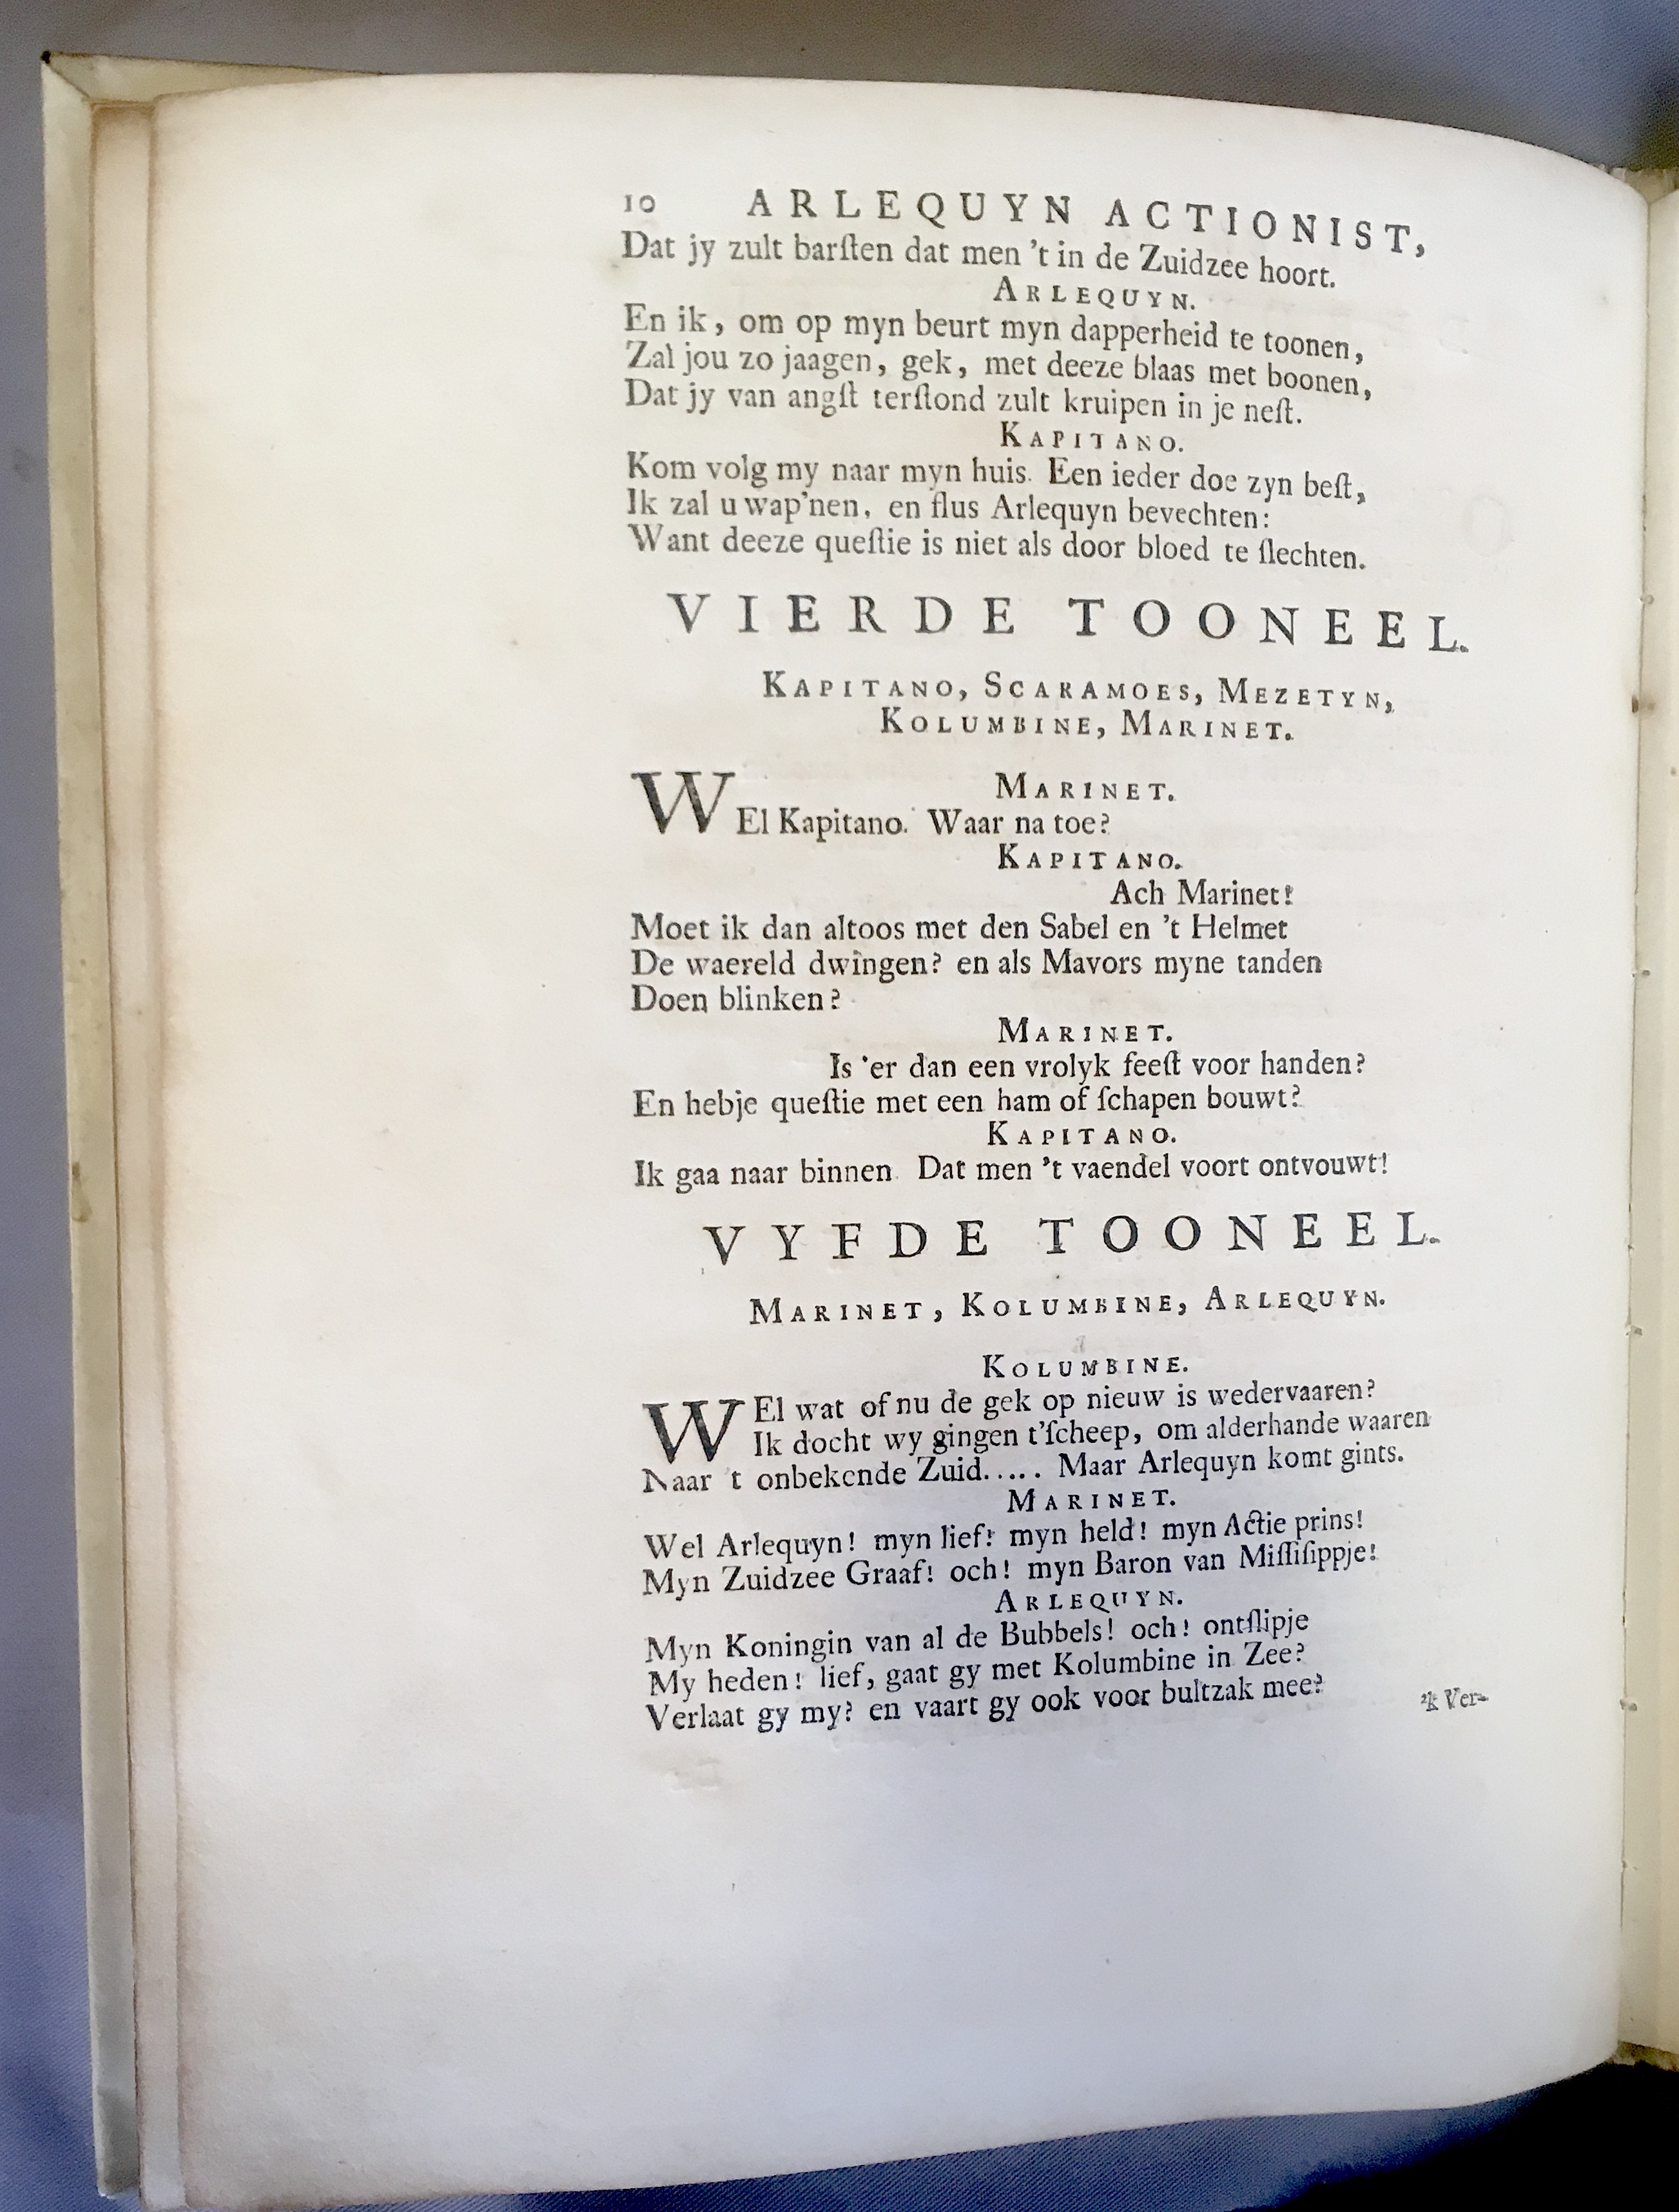 10 ARLEQUYN ACTIONIST,
Dat jy zult barſten dat men 't in de Zuidzee hoort.
ARLEQUYN.
En ik, om op myn beurt myn dapperheid te toonen,
Zal jou zo jaagen, gek, met deeze blaas met boonen,
Dat jy van angſt terſtond zult kruipen in je neſt.
KAPITANO.
Kom volg my naar myn huis. Een ieder doe zyn beſt,
Ik zal u wap'nen, en flus Arlequyn bevechten:
Want deeze queſtie is niet als door bloed te ſlechten.
VIERDE TOONEEL.
KAPITANO, SCARAMOES, MEZETYN,
KOLUMBINE, MARINET.
MARINET.
WEl Kapitano. Waar na toe?
KAPITANO.
Ach Marinet!
Moet ik dan altoos met den Sabel en 't Helmet
De waereld dwingen? en als Mavors myne tanden
Doen blinken?
MARINET.
Is 'er dan een vrolyk feeſt voor handen?
En hebje queſtie met een ham of ſchapen bouwt?
KAPITANO.
Ik gaa naar binnen. Dat men 't vaendel voort ontvouwt!
VYFDE TOONEEL.
MARINET, KOLUMBINE, ARLEQUYN.
KOLUMBINE.
WEl wat of nu de gek op nieuw is wedervaaren?
Ik docht wy gingen t'ſcheep, om alderhande waaren
Naar 't onbekende Zuid..... Maar Arlequyn komt gints.
MARINET.
Wel Arlequyn! myn lief! myn held! myn Actie prins!
Myn Zuidzee Graaf! och! myn Baron van Miſſiſippje!
ARLEQUYN.
Myn Koningin van al de Bubbels! och! ontſlipje
My heden! lief, gaat gy met Kolumbine in Zee?
Verlaat gy my? en vaart gy ook voor bultzak mee?
'k Ver-